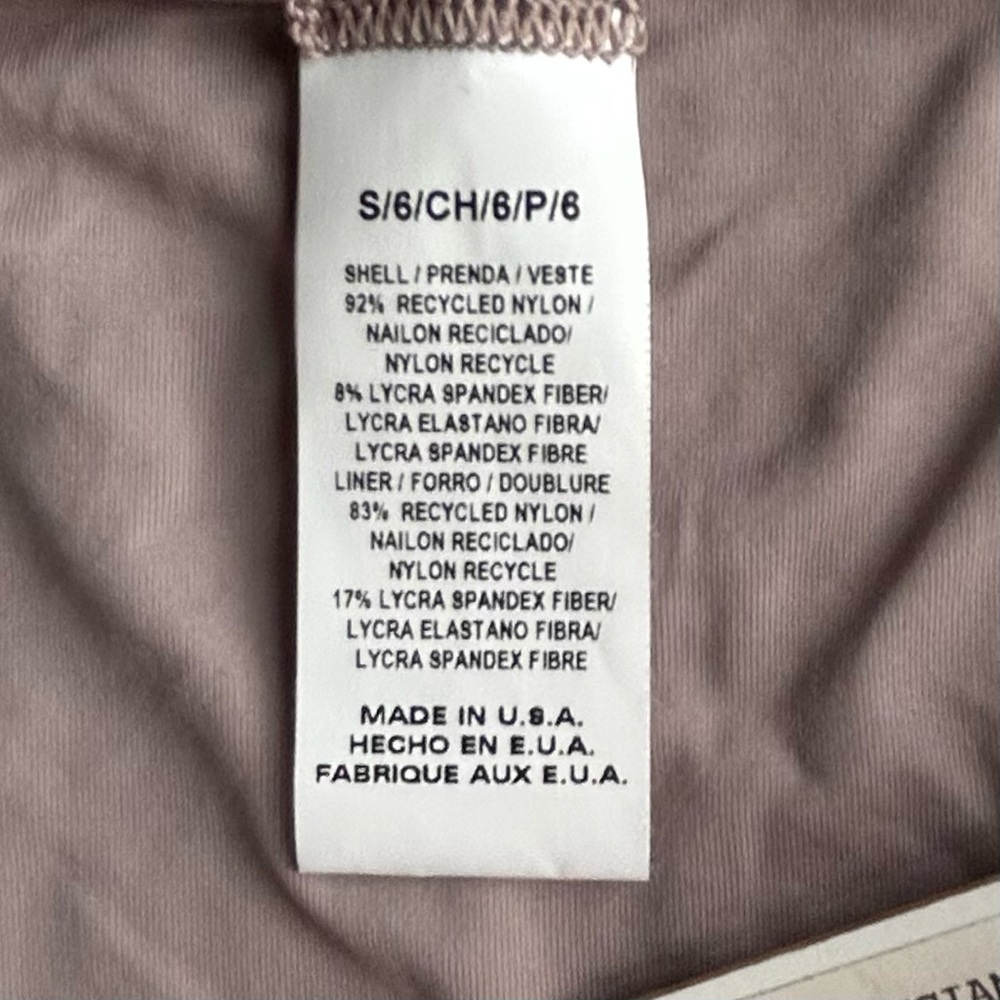 S/6/CH/6/P/6
SHELL / PRENDA / VESTE
92% RECYCLED NYLON /
NAILON RECICLADO/
NYLON RECYCLE
8% LYCRA SPANDEX FIBER/
LYCRA ELASTANO FIBRA/
LYCRA SPANDEX FIBRE
LINER / FORRO / DOUBLURE
83% RECYCLED NYLON /
NAILON RECICLADO/
NYLON RECYCLE
17% LYCRA SPANDEX FIBER/
LYCRA ELASTANO FIBRA/
LYCRA SPANDEX FIBRE
MADE IN U.S.A.
HECHO EN E.U.A.
FABRIQUE AUX E.U.A.